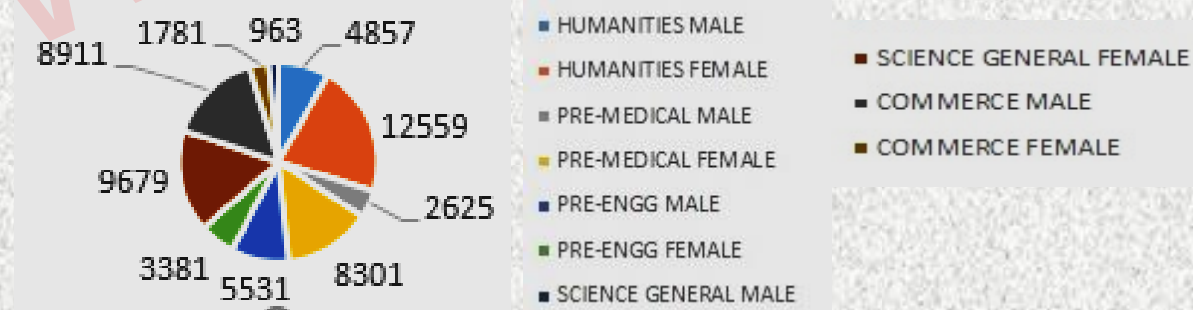 1781 963 4857
8911
12559
9679
2625
3381 5531 8301
HUMANITIES MALE
HUMANITIES FEMALE
PRE-MEDICAL MALE
PRE-MEDICAL FEMALE
PRE-ENGG MALE
PRE-ENGG FEMALE
SCIENCE GENERAL MALE
SCIENCE GENERAL FEMALE
COMMERCE MALE
COMMERCE FEMALE